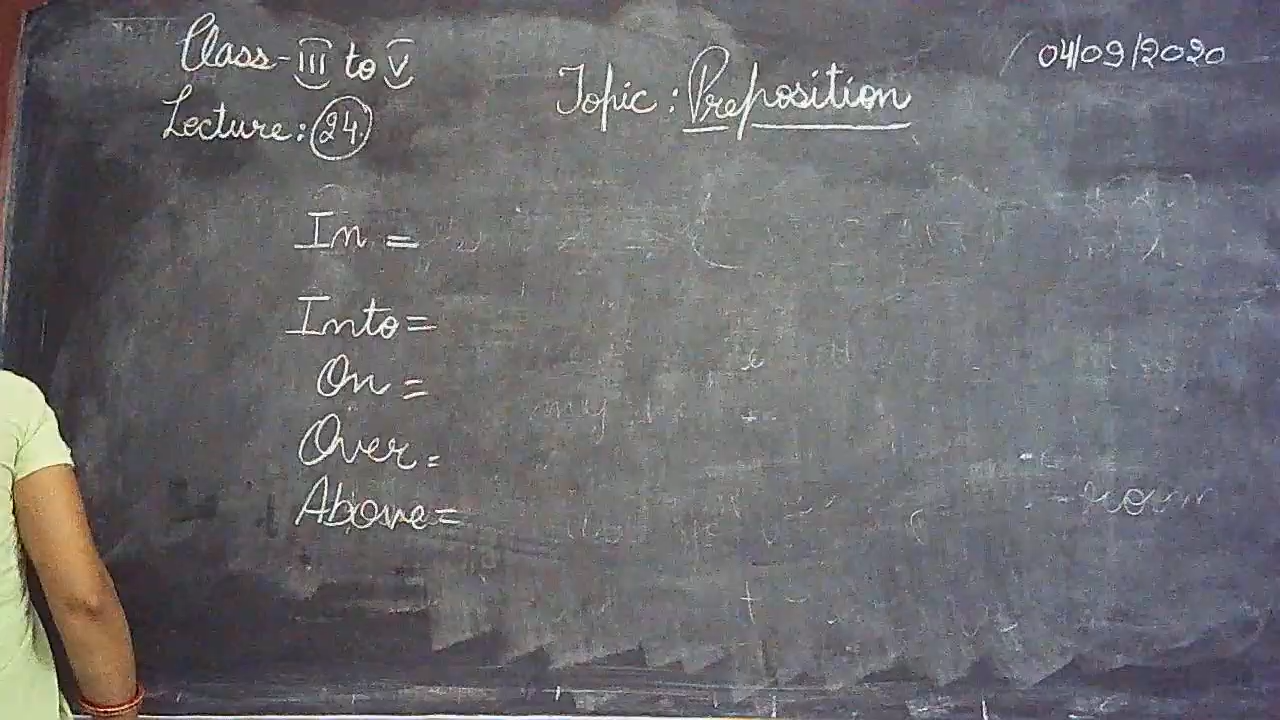 Class - III to V
04/09/2020
Topic : Preposition
Lecture : 24
In =
Into =
On =
Over =
Above =